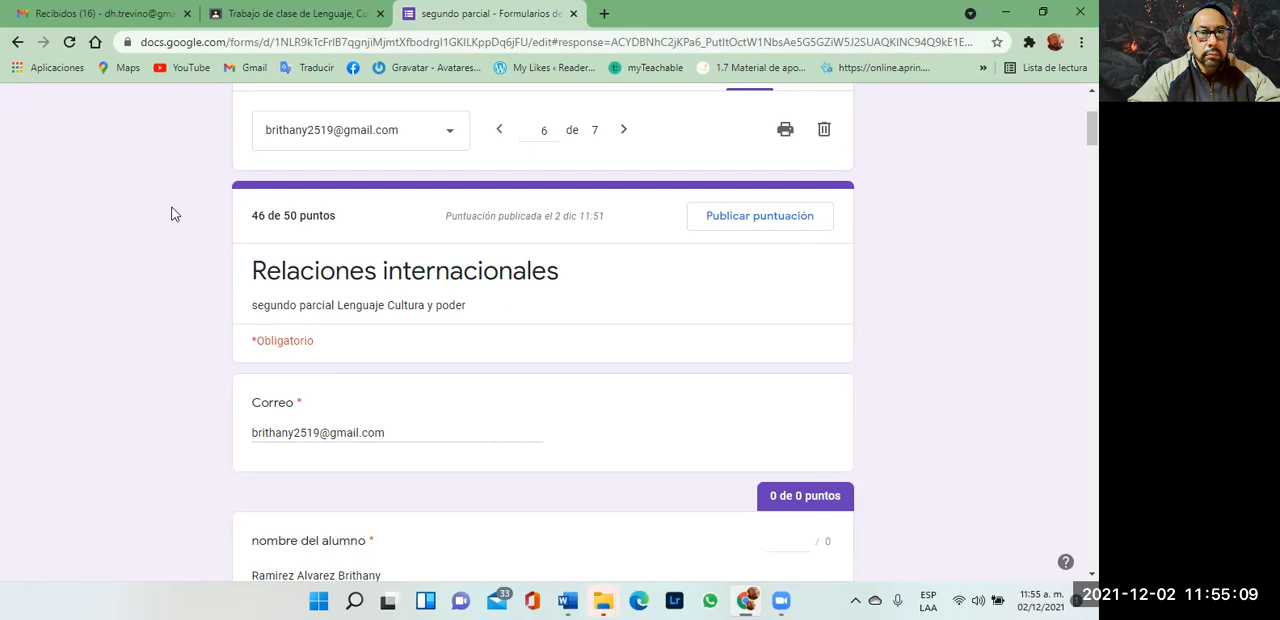 Recibidos (16) - dh.trevino@gma
Trabajo de clase de Lenguaje, Cu
segundo parcial - Formularios de
docs.google.com/forms/d/1NLR9kTcFrIB7qgnjiMjmtXfbodrgI1GKILKppDq6jFU/edit#response=ACYDBNhC2jKPa6_PutItOctW1NbsAe5G5GZiW5J2SUAQKINC94Q9kE1E...
Aplicaciones
Maps
YouTube
Gmail
Traducir
Gravatar - Avatares...
My Likes ‹ Reader...
myTeachable
1.7 Material de apo...
https://online.aprin....
»
Lista de lectura
brithany2519@gmail.com
6 de 7
46 de 50 puntos
Puntuación publicada el 2 dic 11:51
Publicar puntuación
Relaciones internacionales
segundo parcial Lenguaje Cultura y poder
*Obligatorio
Correo *
brithany2519@gmail.com
0 de 0 puntos
nombre del alumno *
/ 0
Ramirez Alvarez Brithany
33
ESP
LAA
11:55 a. m.
02/12/2021
2021-12-02 11:55:09